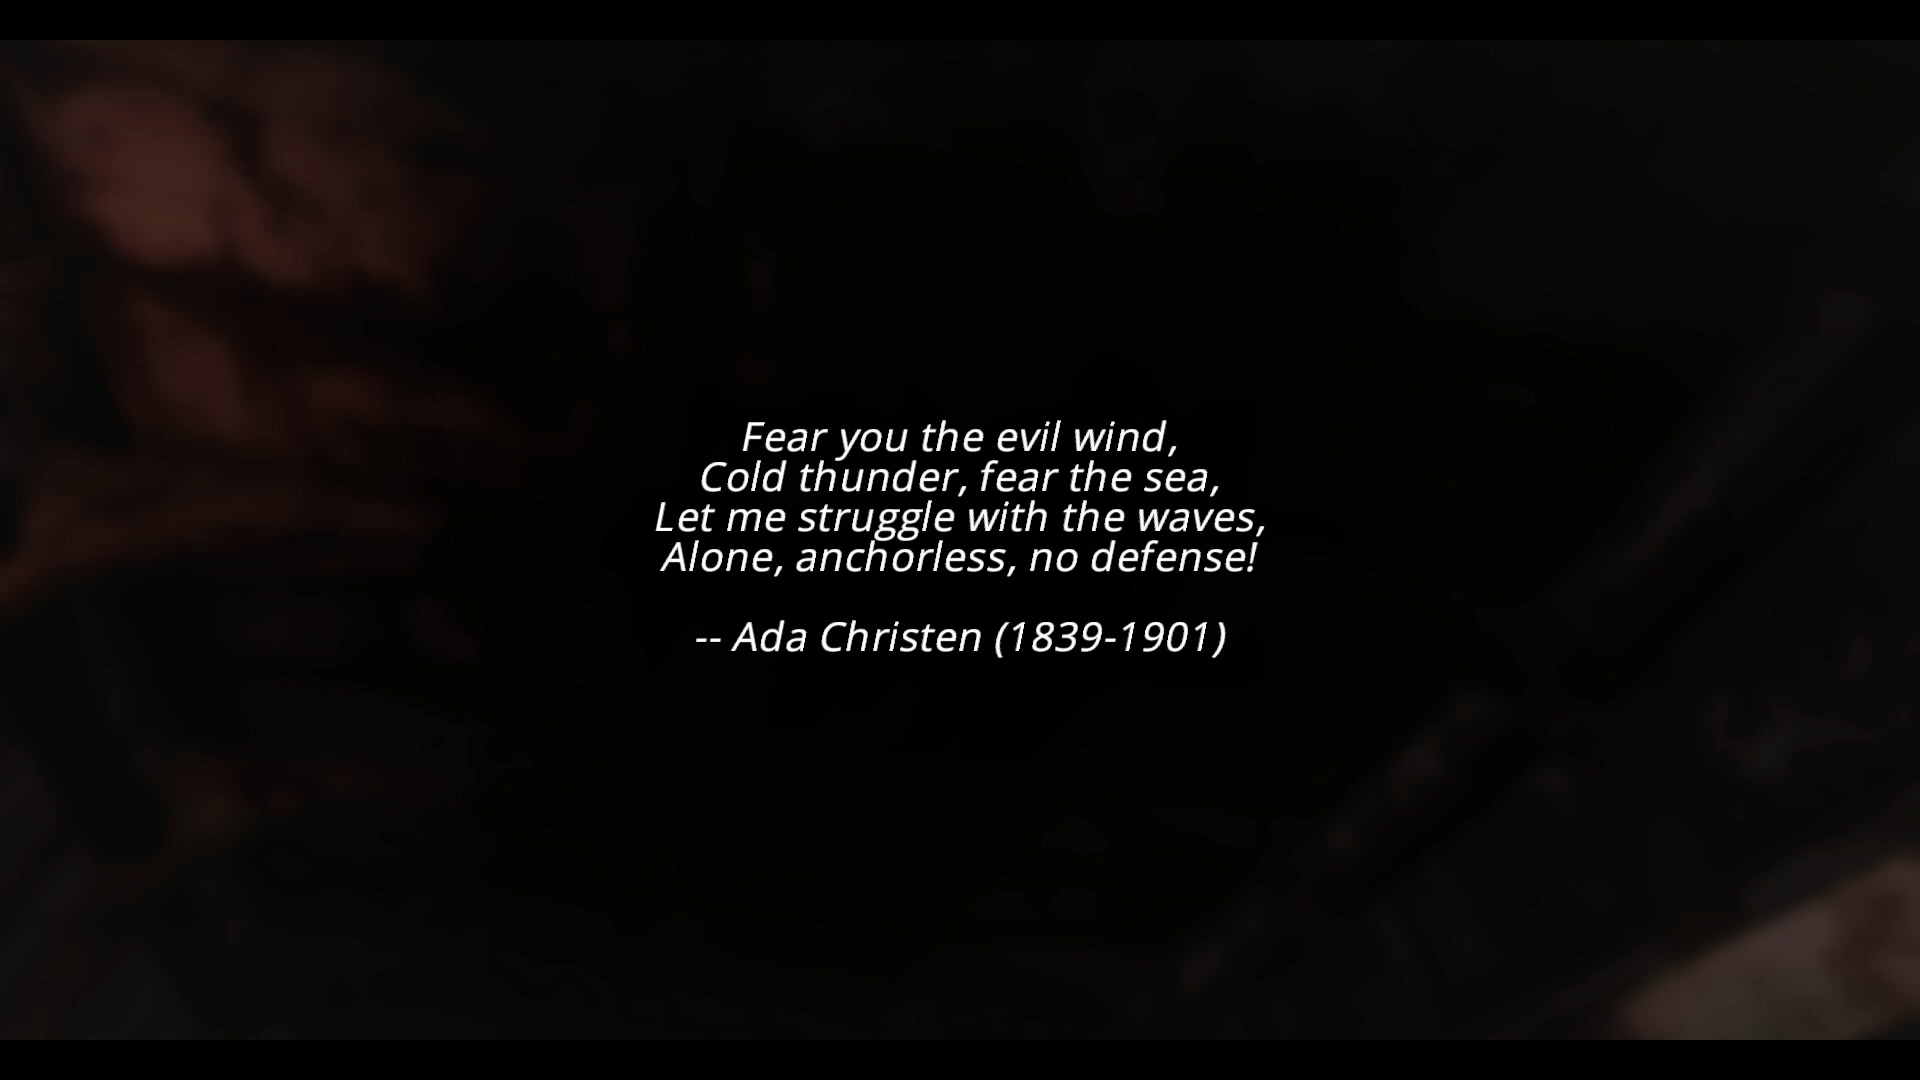 Fear you the evil wind,
Cold thunder, fear the sea,
Let me struggle with the waves,
Alone, anchorless, no defense!
-- Ada Christen (1839-1901)